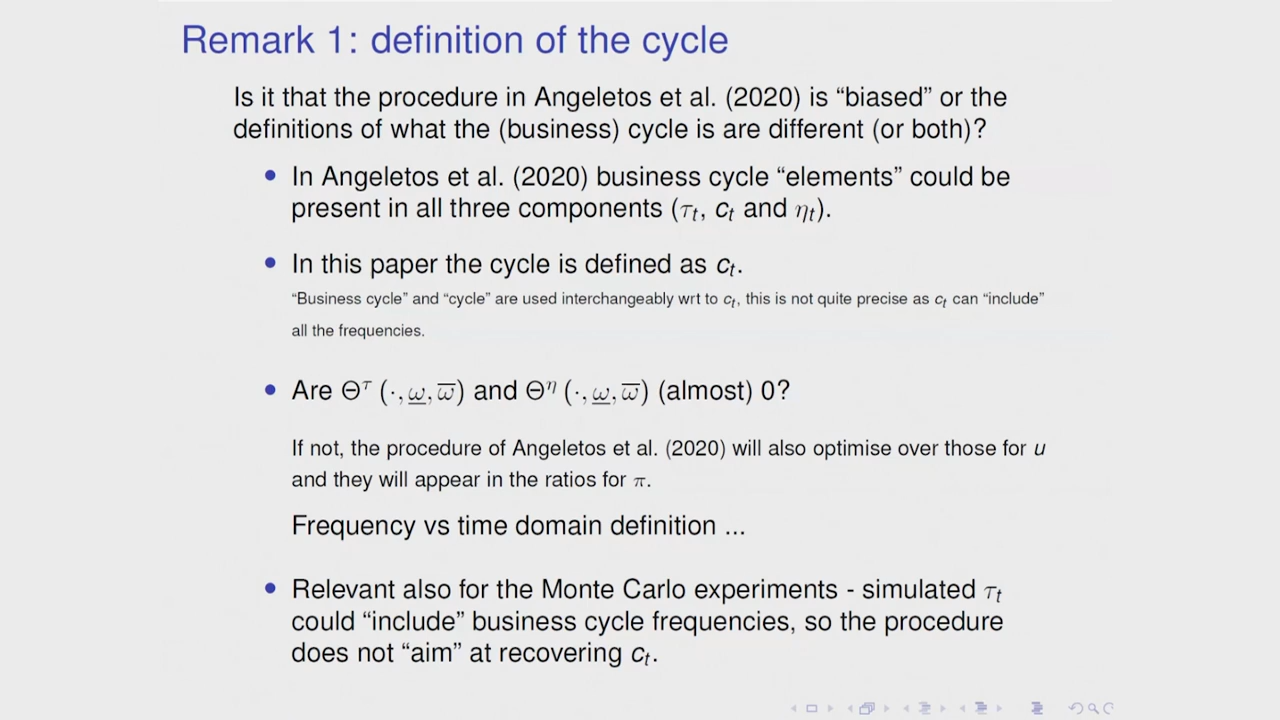 Remark 1: definition of the cycle
Is it that the procedure in Angeletos et al. (2020) is “biased” or the
definitions of what the (business) cycle is are different (or both)?
• In Angeletos et al. (2020) business cycle “elements” could be
present in all three components (τₜ, cₜ and ηₜ).
• In this paper the cycle is defined as cₜ.
“Business cycle” and “cycle” are used interchangeably wrt to cₜ, this is not quite precise as cₜ can “include”
all the frequencies.
• Are Θ^τ (·, ω̲, ω̅) and Θ^η (·, ω̲, ω̅) (almost) 0?
If not, the procedure of Angeletos et al. (2020) will also optimise over those for u
and they will appear in the ratios for π.
Frequency vs time domain definition ...
• Relevant also for the Monte Carlo experiments - simulated τₜ
could “include” business cycle frequencies, so the procedure
does not “aim” at recovering cₜ.